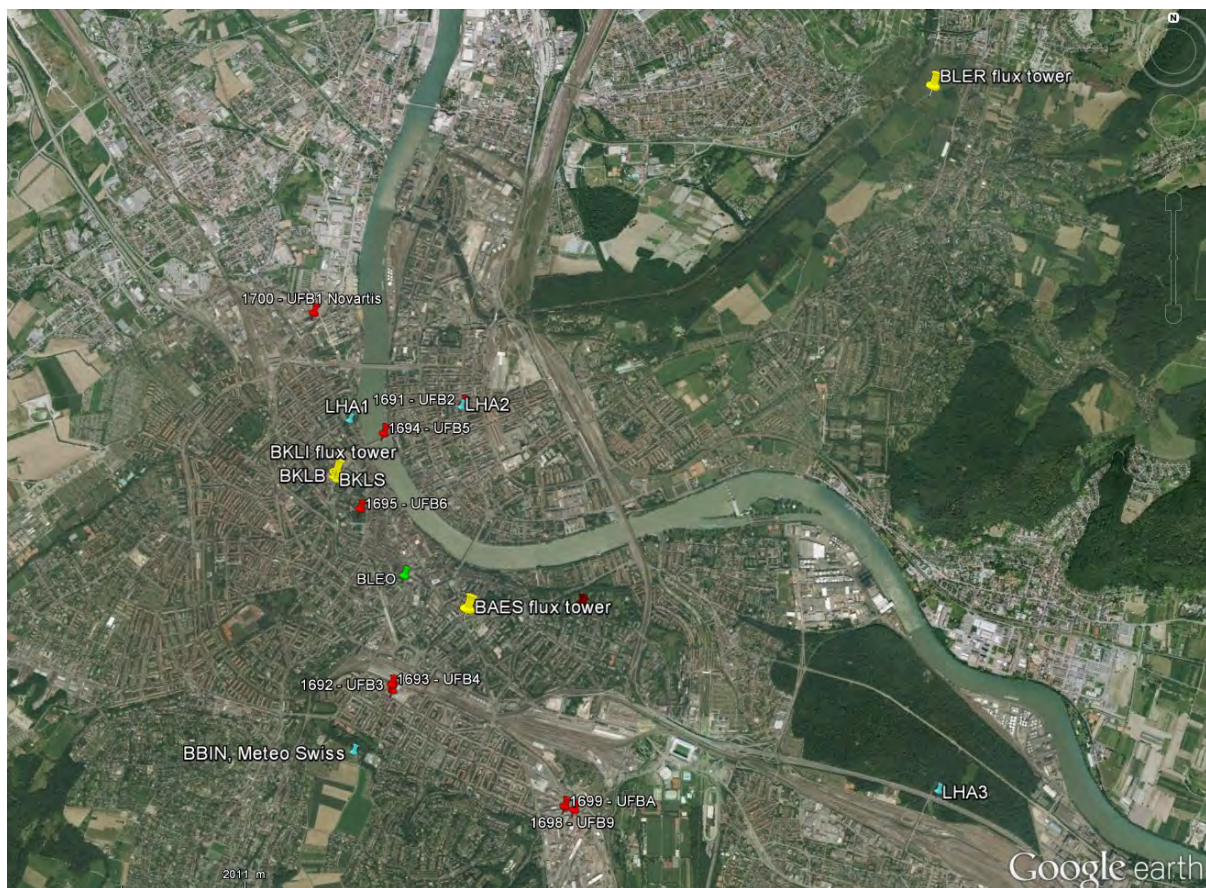 N
BLER flux tower
1700 - UFB1 Novartis
1691 - UFB2
LHA1
LHA2
1694 - UFB5
BKLI flux tower
BKLB
BKLS
1695 - UFB6
BLEO
BAES flux tower
1692 - UFB3
1693 - UFB4
BBIN, Meteo Swiss
LHA3
1699 - UFBA
1698 - UFB9
2011 m
Google earth